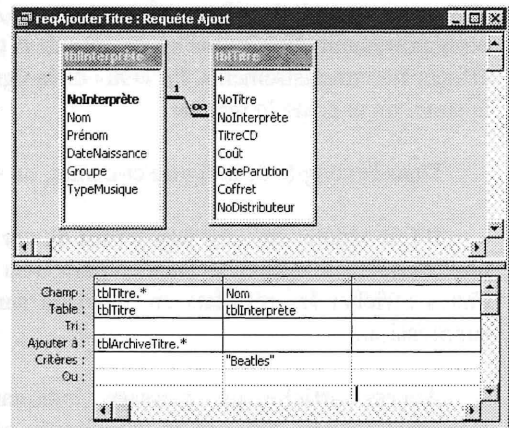 reqAjouterTitre : Requête Ajout
tblInterprète
*
NoInterprète
Nom
Prénom
DateNaissance
Groupe
TypeMusique
1
∞
tblTitre
*
NoTitre
NoInterprète
TitreCD
Coût
DateParution
Coffret
NoDistributeur
Champ : tblTitre.* Nom
Table : tblTitre tblInterprète
Tri :
Ajouter à : tblArchiveTitre.*
Critères : "Beatles"
Ou :